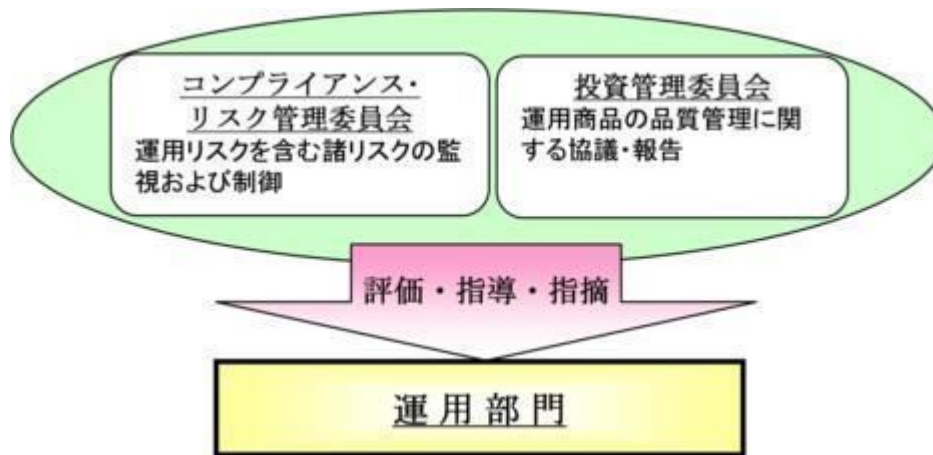 コンプライアンス・
リスク管理委員会
運用リスクを含む諸リスクの監
視および制御
投資管理委員会
運用商品の品質管理に関
する協議・報告
評価・指導・指摘
運用部門